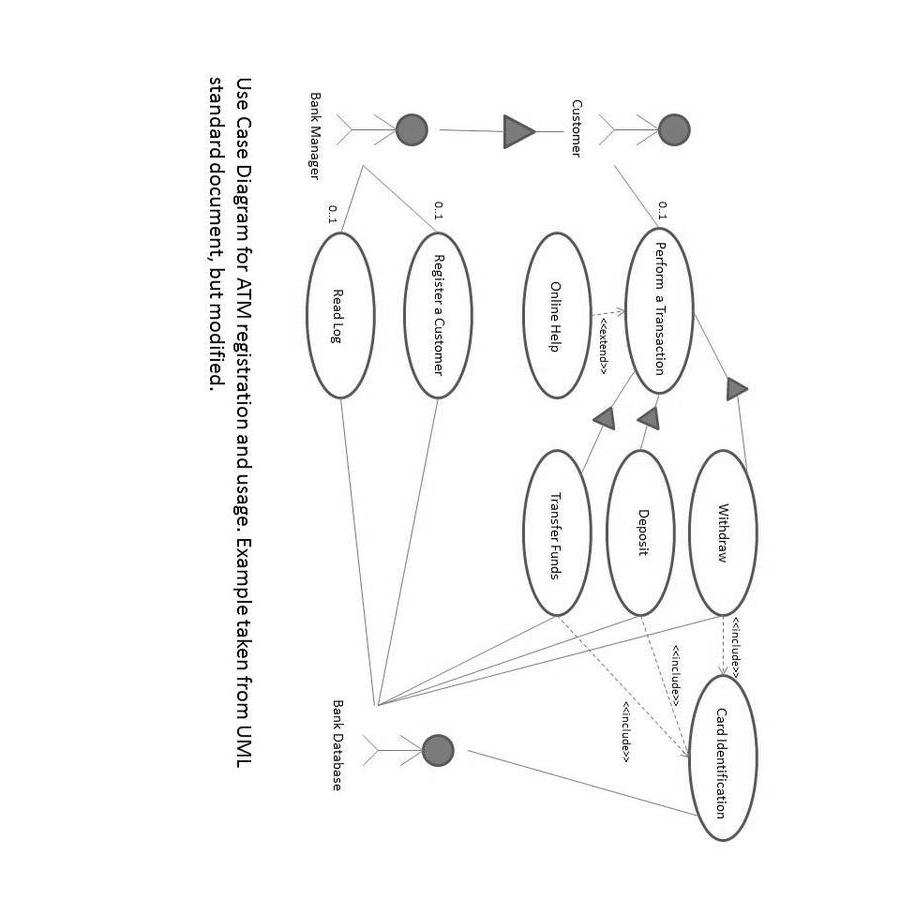 Withdraw
<<include>>
Card Identification
Customer
0..1
Perform a Transaction
Deposit
<<include>>
<<extend>>
<<include>>
Online Help
Transfer Funds
0..1
Register a Customer
Bank Manager
0..1
Read Log
Bank Database
Use Case Diagram for ATM registration and usage. Example taken from UML
standard document, but modified.